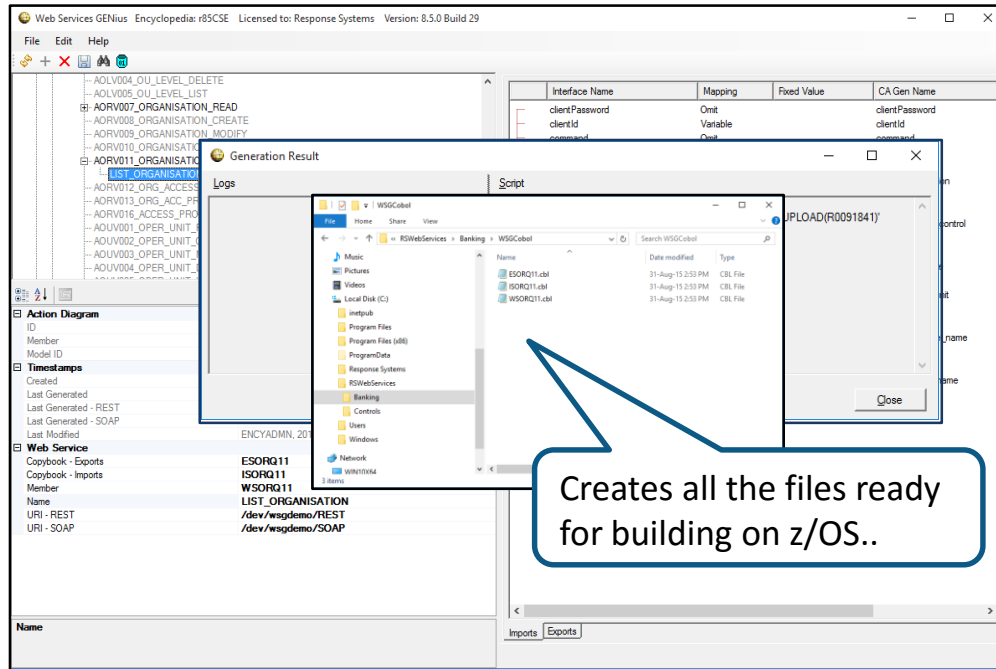 Web Services GENius Encyclopedia: r85CSE Licensed to: Response Systems Version: 8.5.0 Build 29
File Edit Help
AOLV004_OU_LEVEL_DELETE
AOLV005_OU_LEVEL_LIST
AORV007_ORGANISATION_READ
AORV008_ORGANISATION_CREATE
AORV009_ORGANISATION_MODIFY
AORV010_ORGANISATIO
AORV011_ORGANISATIO
LIST_ORGANISATION
AORV012_ORG_ACCESS
AORV013_ORG_ACC_PR
AORV016_ACCESS_PRO
AOUV001_OPER_UNIT_
AOUV002_OPER_UNIT_
AOUV003_OPER_UNIT_
AOUV004_OPER_UNIT_
Interface Name Mapping Fixed Value CA Gen Name
clientPassword Omit clientPassword
clientId Variable clientId
command Omit command
on
control
nit
_name
ame
Generation Result
Logs Script
UPLOAD(R0091841)'
Close
WSGCobol
File Home Share View
« RSWebServices › Banking › WSGCobol Search WSGCobol
Music
Pictures
Videos
Local Disk (C:)
inetpub
Program Files
Program Files (x86)
ProgramData
Response Systems
RSWebServices
Banking
Controls
Users
Windows
Network
WIN10X64
3 items
Name Date modified Type
ESORQ11.cbl 31-Aug-15 2:53 PM CBL File
ISORQ11.cbl 31-Aug-15 2:53 PM CBL File
WSORQ11.cbl 31-Aug-15 2:53 PM CBL File
Action Diagram
ID
Member
Model ID
Timestamps
Created
Last Generated
Last Generated - REST
Last Generated - SOAP
Last Modified ENCYADMN, 201
Web Service
Copybook - Exports ESORQ11
Copybook - Imports ISORQ11
Member WSORQ11
Name LIST_ORGANISATION
URI - REST /dev/wsgdemo/REST
URI - SOAP /dev/wsgdemo/SOAP
Creates all the files ready
for building on z/OS..
Name
Imports Exports